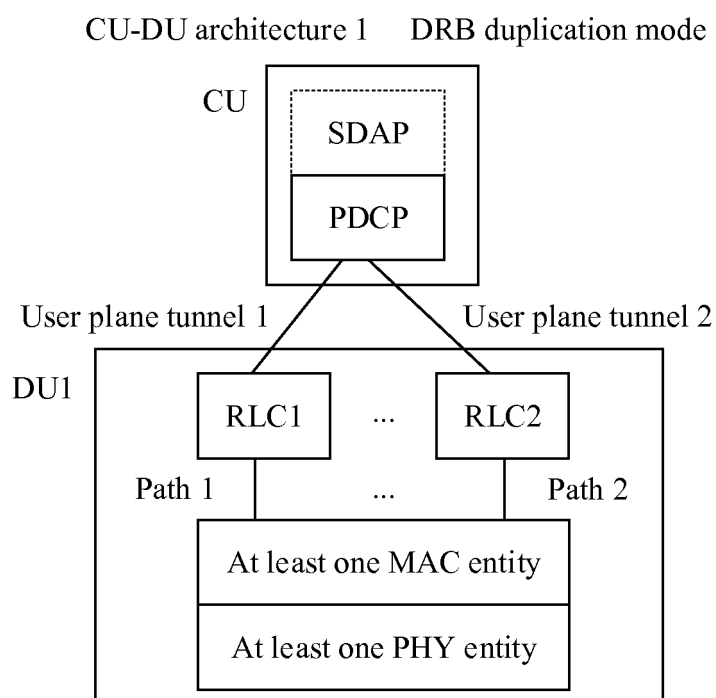 CU-DU architecture 1 DRB duplication mode
CU
SDAP
PDCP
User plane tunnel 1 User plane tunnel 2
DU1
RLC1 ... RLC2
Path 1 ... Path 2
At least one MAC entity
At least one PHY entity